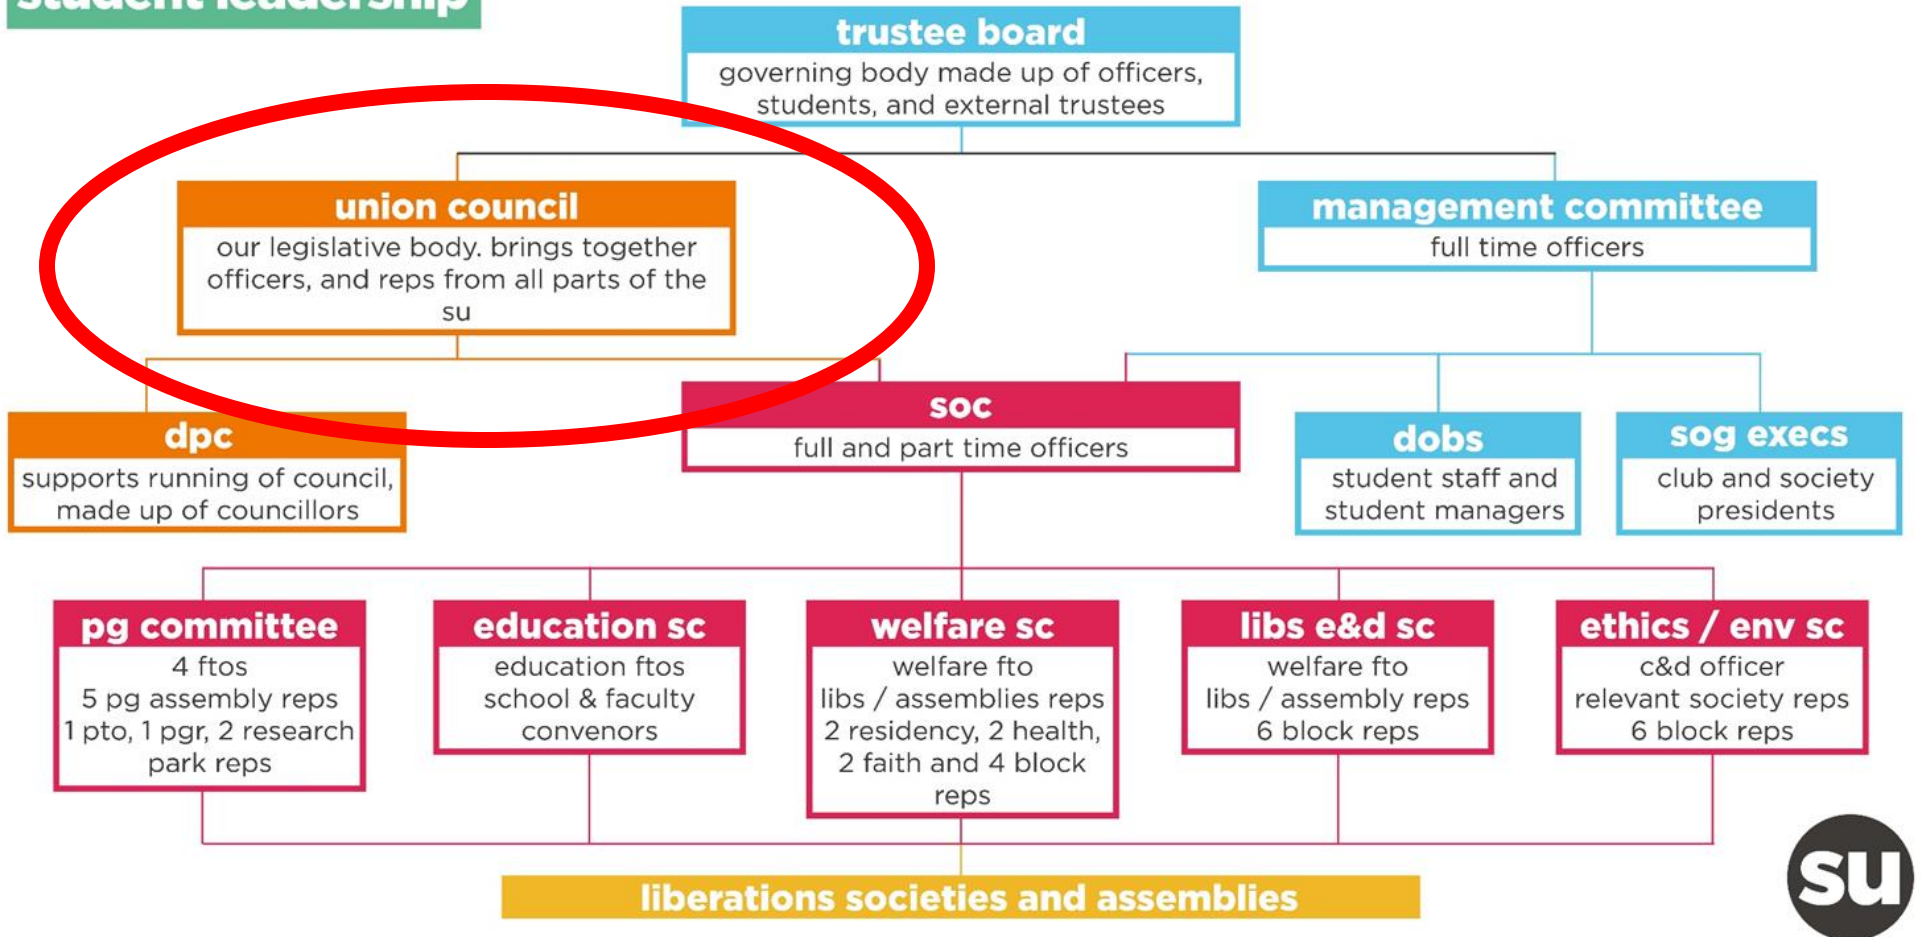 student leadership
trustee board
governing body made up of officers,
students, and external trustees
union council
our legislative body. brings together
officers, and reps from all parts of the
su
management committee
full time officers
dpc
supports running of council,
made up of councillors
soc
full and part time officers
dobs
student staff and
student managers
sog execs
club and society
presidents
pg committee
4 ftos
5 pg assembly reps
1 pto, 1 pgr, 2 research
park reps
education sc
education ftos
school & faculty
convenors
welfare sc
welfare fto
libs / assemblies reps
2 residency, 2 health,
2 faith and 4 block
reps
libs e&d sc
welfare fto
libs / assembly reps
6 block reps
ethics / env sc
c&d officer
relevant society reps
6 block reps
liberations societies and assemblies
su